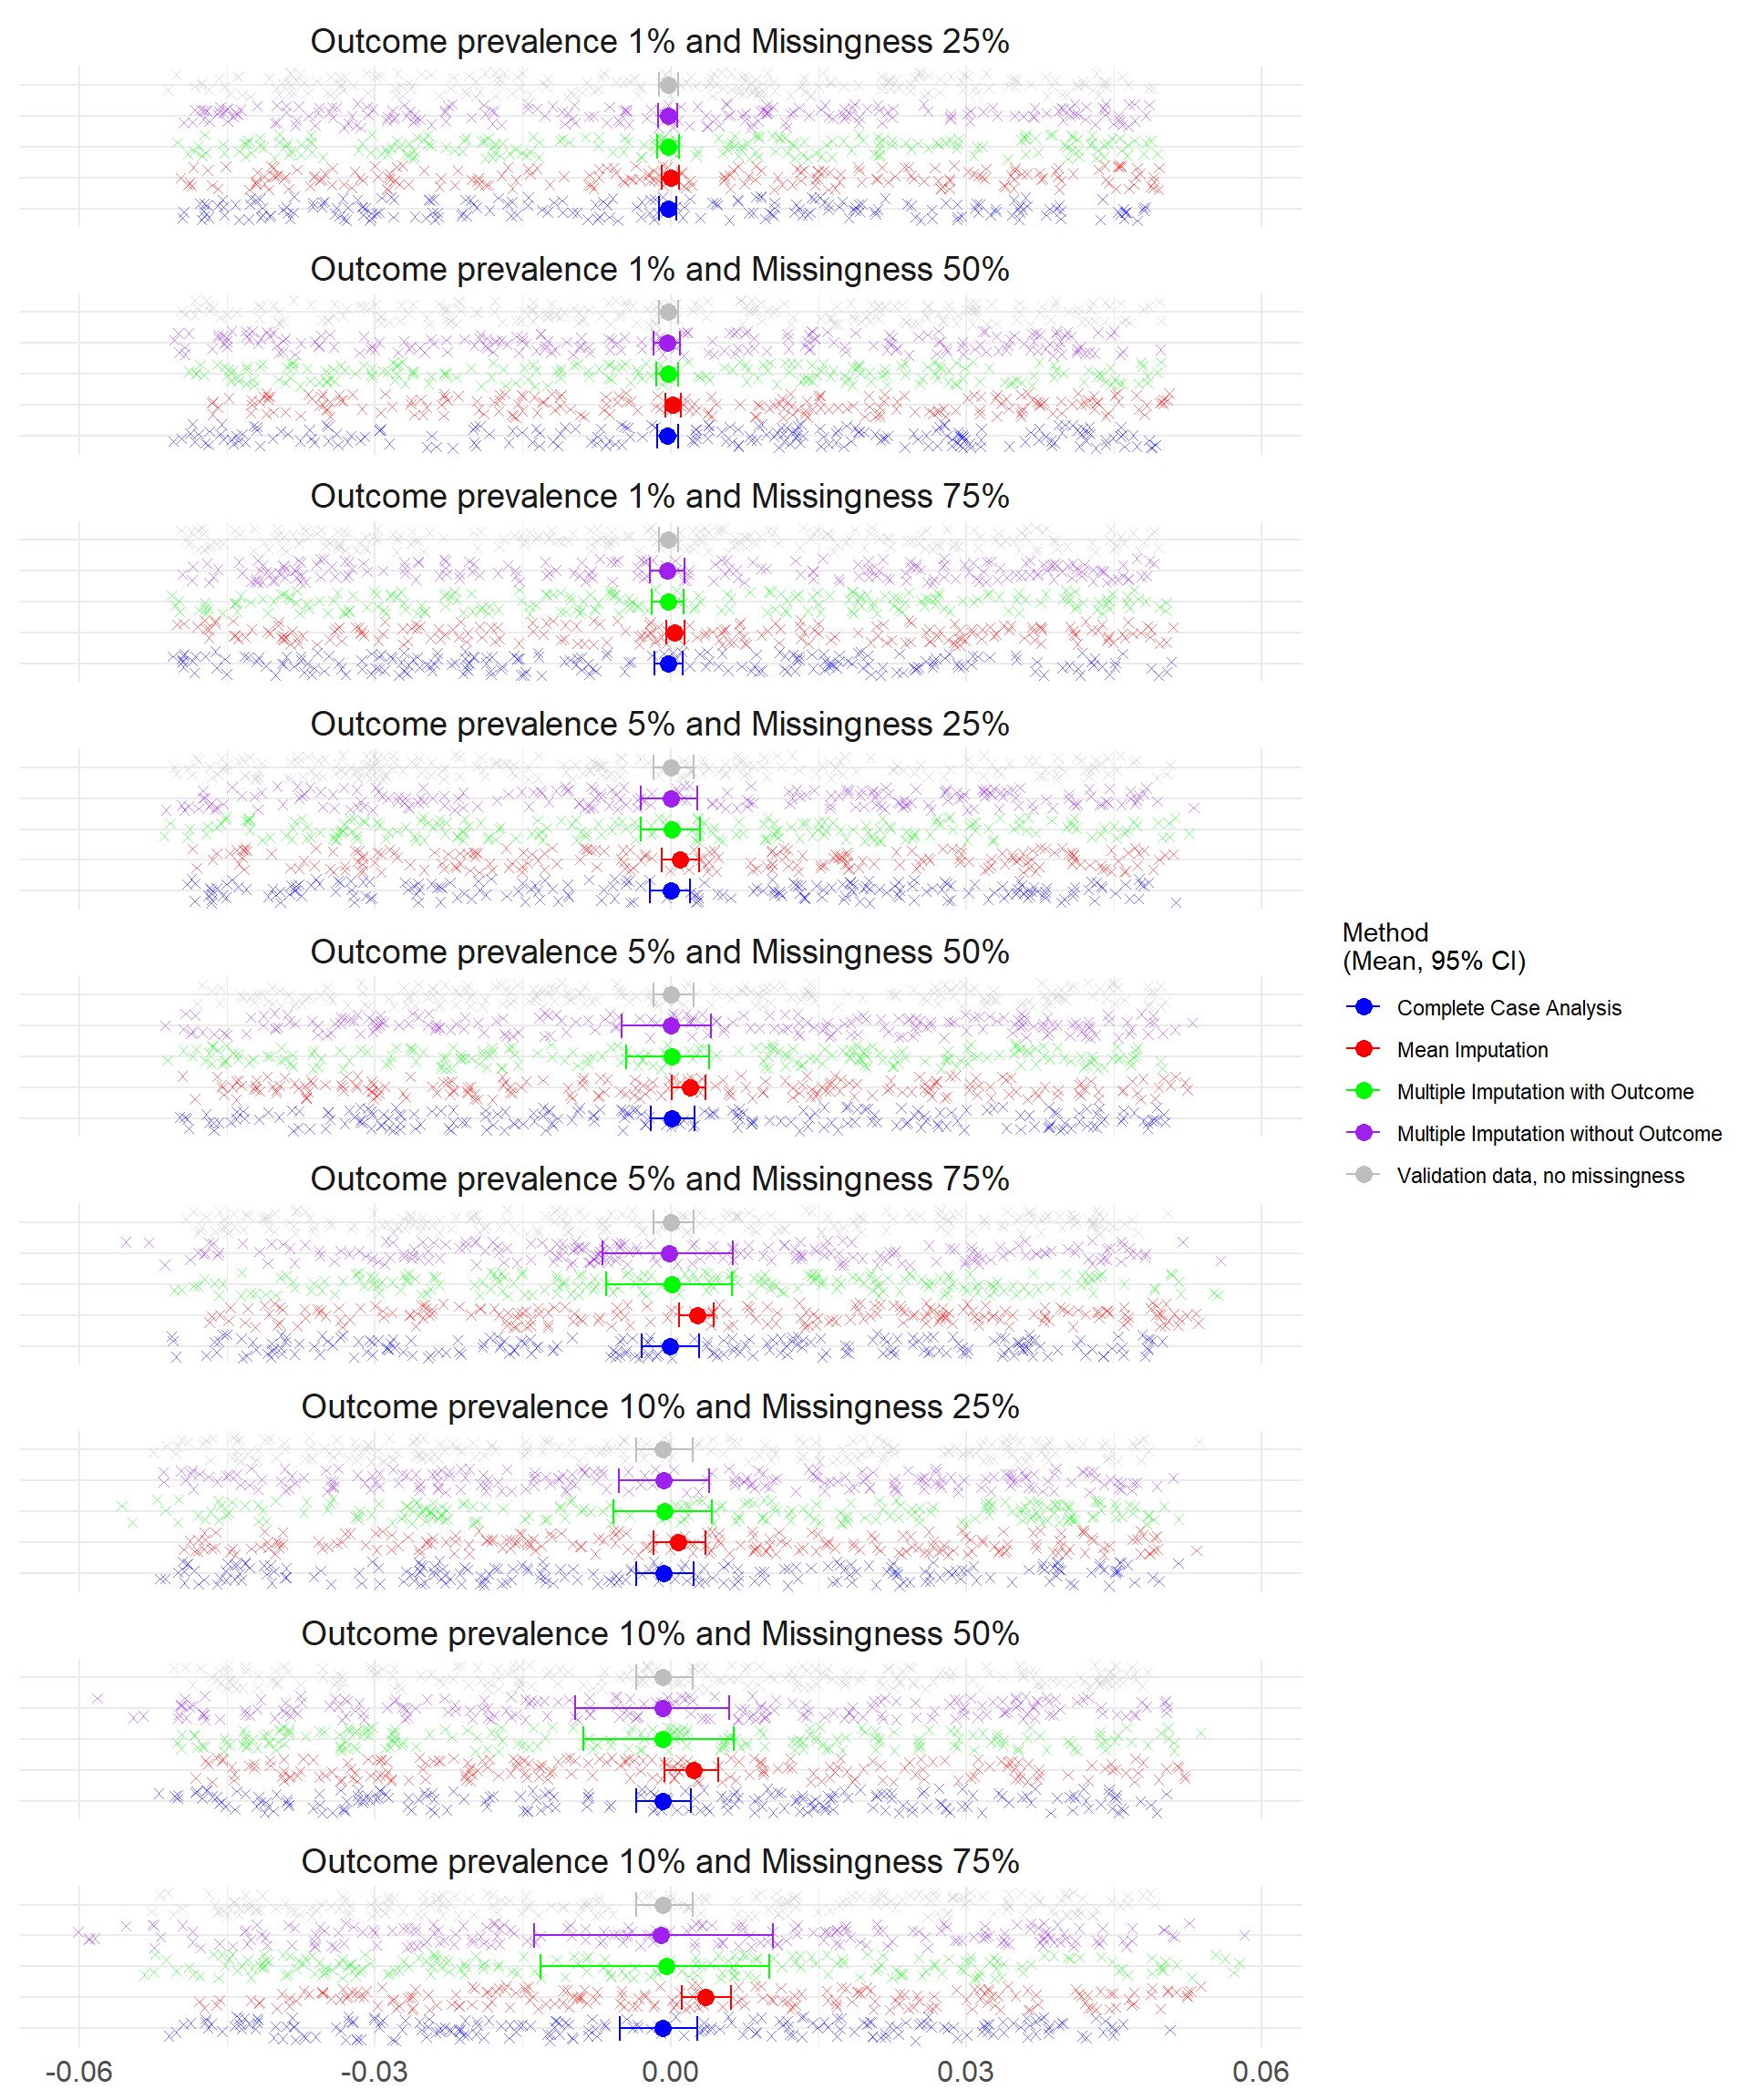 Outcome prevalence 1% and Missingness 25%
Outcome prevalence 1% and Missingness 50%
Outcome prevalence 1% and Missingness 75%
Outcome prevalence 5% and Missingness 25%
Outcome prevalence 5% and Missingness 50%
Outcome prevalence 5% and Missingness 75%
Outcome prevalence 10% and Missingness 25%
Outcome prevalence 10% and Missingness 50%
Outcome prevalence 10% and Missingness 75%
-0.06 -0.03 0.00 0.03 0.06
Method
(Mean, 95% CI)
Complete Case Analysis
Mean Imputation
Multiple Imputation with Outcome
Multiple Imputation without Outcome
Validation data, no missingness